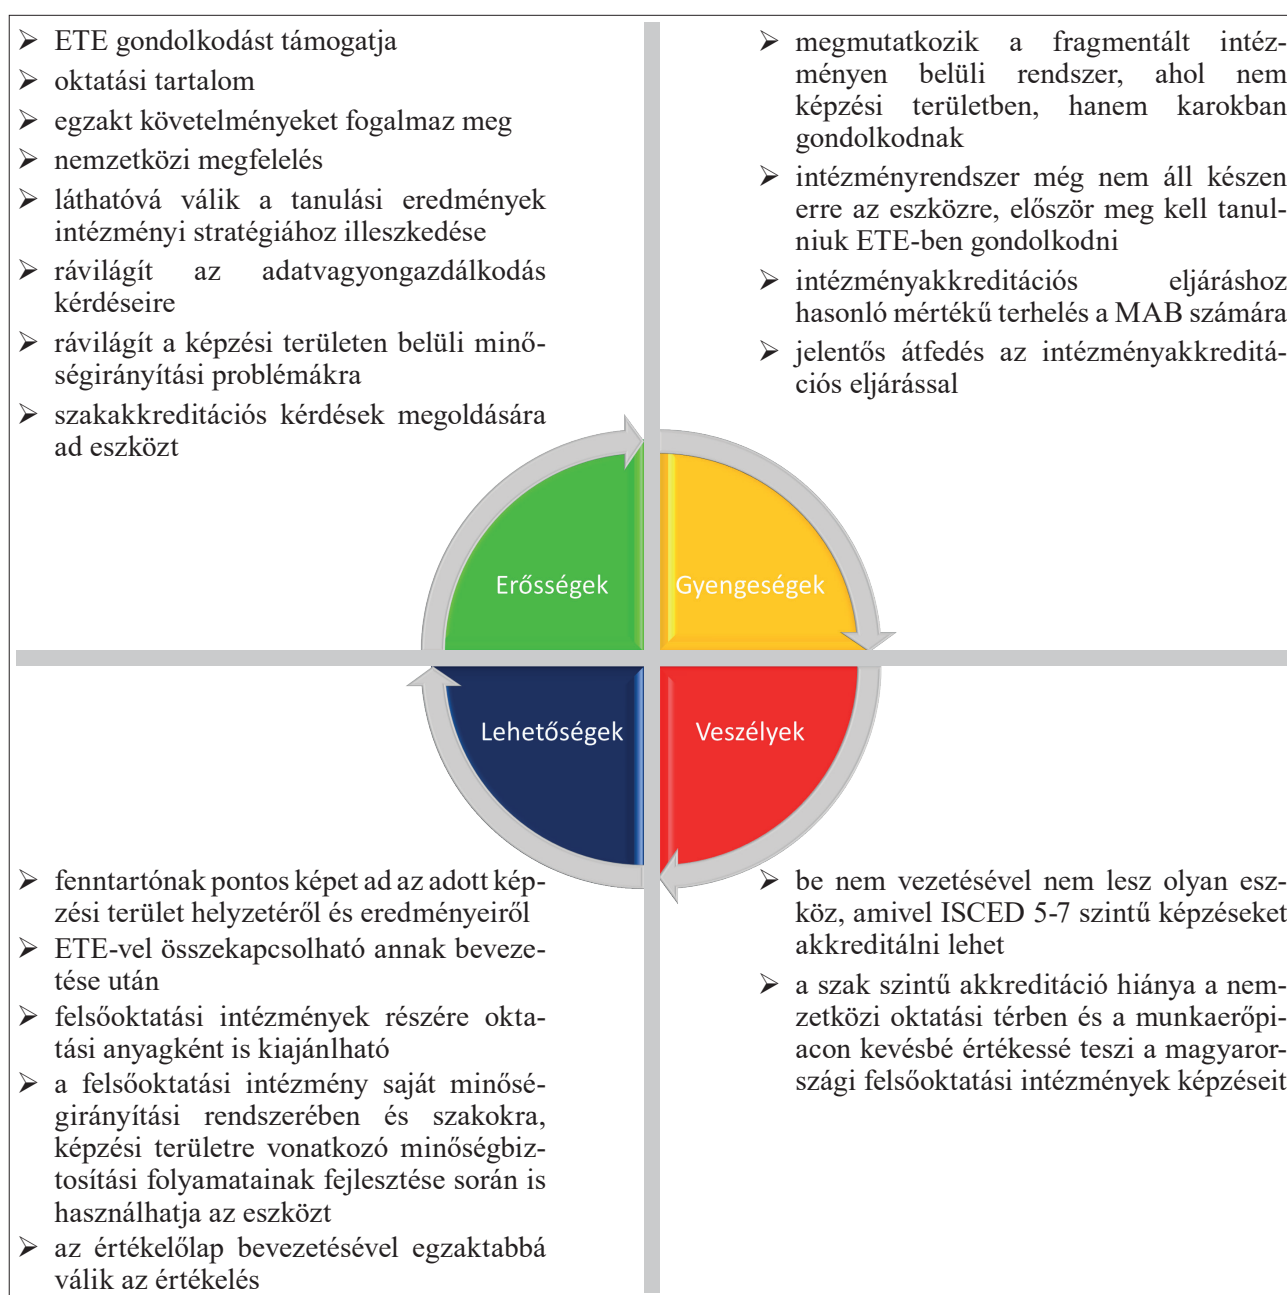 ➢ ETE gondolkodást támogatja
➢ oktatási tartalom
➢ egzakt követelményeket fogalmaz meg
➢ nemzetközi megfelelés
➢ láthatóvá válik a tanulási eredmények
intézményi stratégiához illeszkedése
➢ rávilágít az adatvagyongazdálkodás
kérdéseire
➢ rávilágít a képzési területen belüli minő-
ségirányítási problémákra
➢ szakakkreditációs kérdések megoldására
ad eszközt
➢ megmutatkozik a fragmentált intéz-
ményen belüli rendszer, ahol nem
képzési területben, hanem karokban
gondolkodnak
➢ intézményrendszer még nem áll készen
erre az eszközre, először meg kell tanul-
niuk ETE-ben gondolkodni
➢ intézményakkreditációs eljáráshoz
hasonló mértékű terhelés a MAB számára
➢ jelentős átfedés az intézményakkreditá-
ciós eljárással
Erősségek
Gyengeségek
Lehetőségek
Veszélyek
➢ fenntartónak pontos képet ad az adott kép-
zési terület helyzetéről és eredményeiről
➢ ETE-vel összekapcsolható annak beveze-
tése után
➢ felsőoktatási intézmények részére okta-
tási anyagként is kiajánlható
➢ a felsőoktatási intézmény saját minősé-
girányítási rendszerében és szakokra,
képzési területre vonatkozó minőségbiz-
tosítási folyamatainak fejlesztése során is
használhatja az eszközt
➢ az értékelőlap bevezetésével egzaktabbá
válik az értékelés
➢ be nem vezetésével nem lesz olyan esz-
köz, amivel ISCED 5-7 szintű képzéseket
akkreditálni lehet
➢ a szak szintű akkreditáció hiánya a nem-
zetközi oktatási térben és a munkaerőpi-
acon kevésbé értékessé teszi a magyaror-
szági felsőoktatási intézmények képzéseit